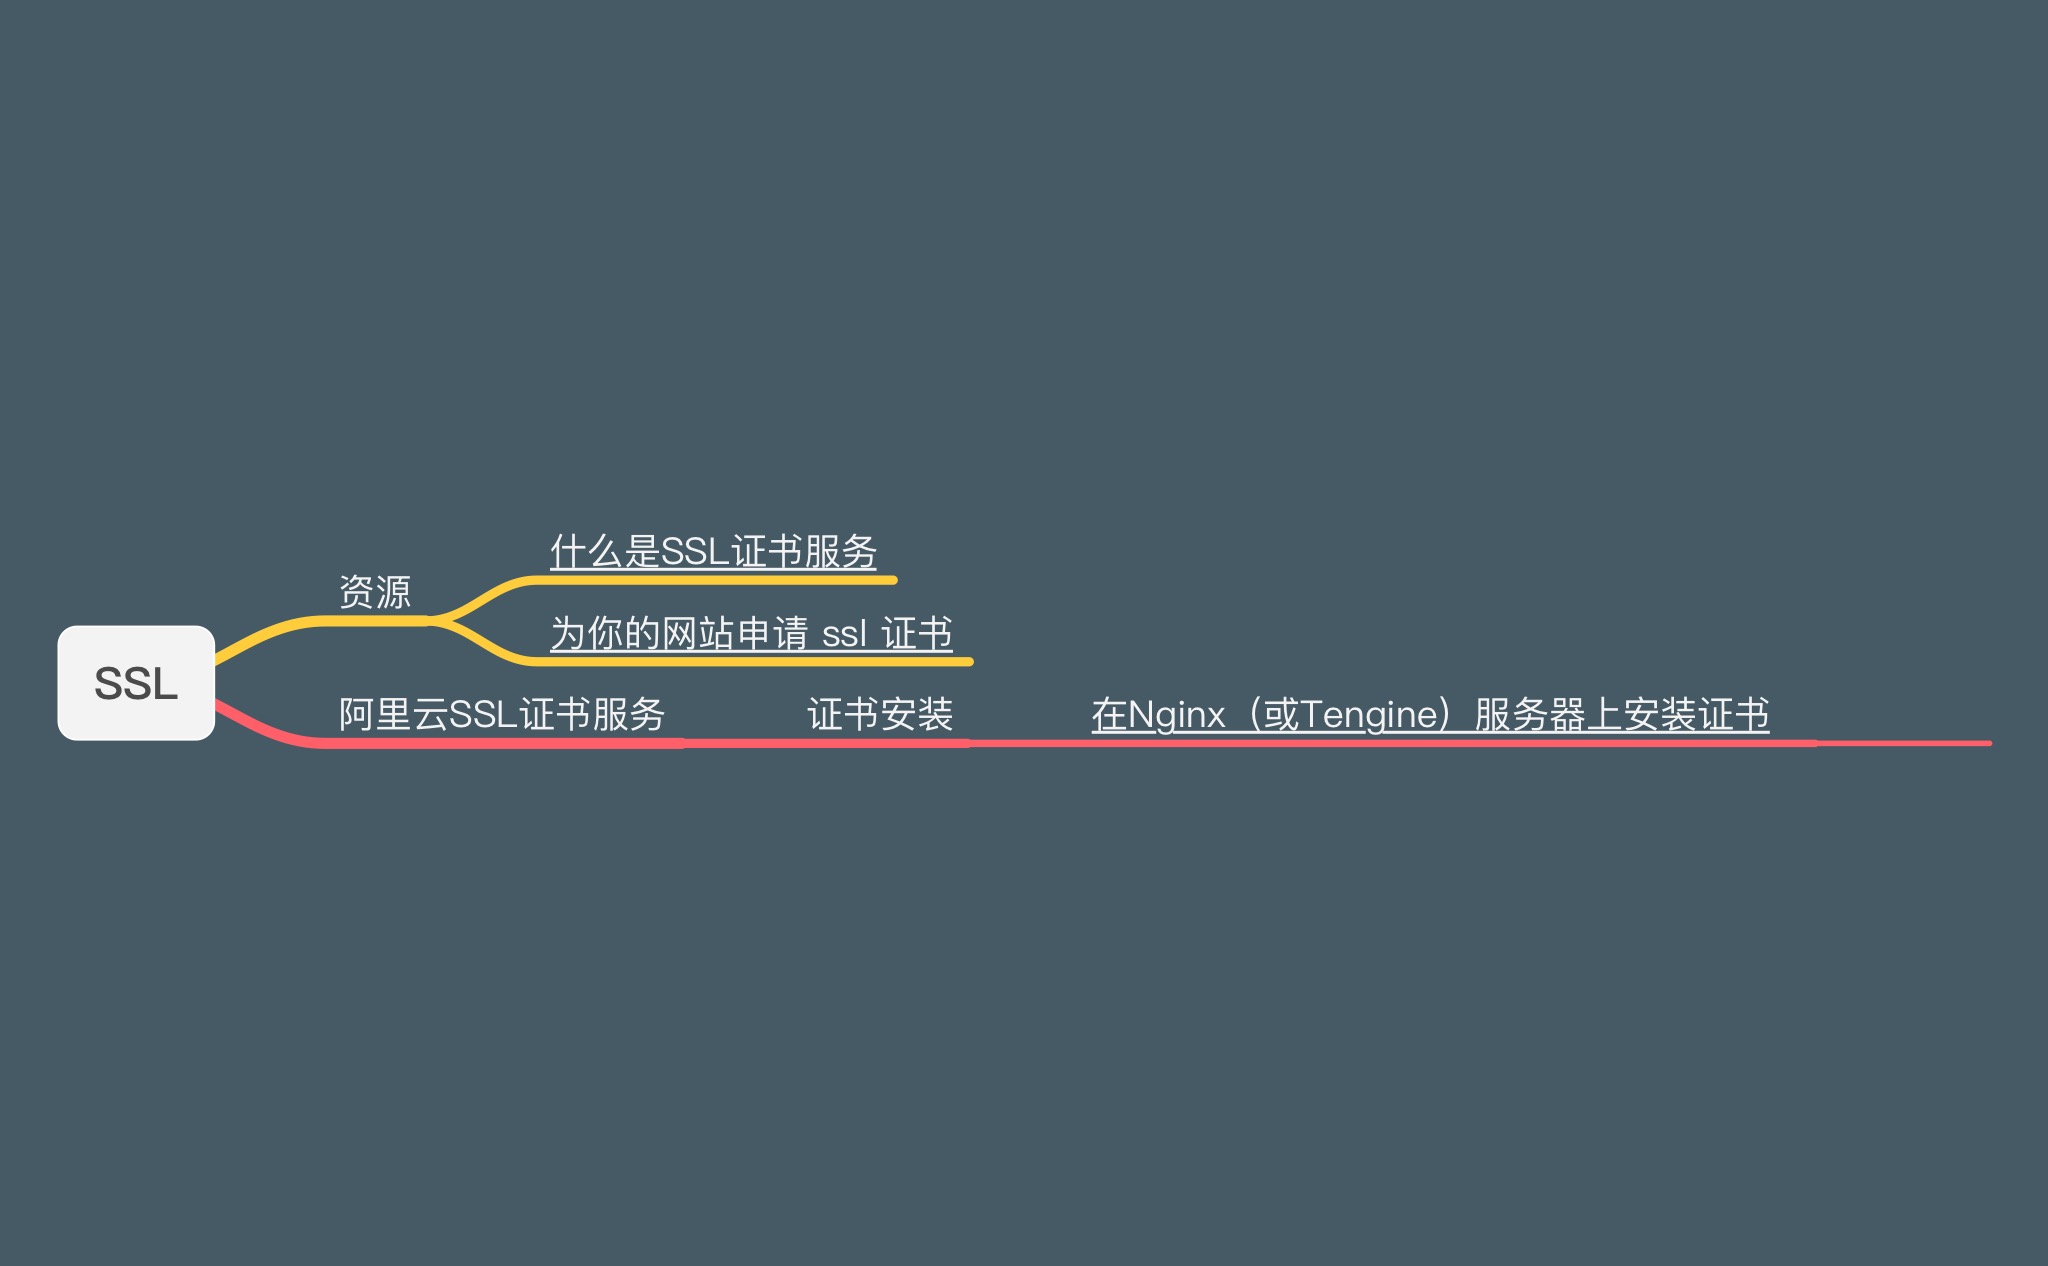 SSL
资源
什么是SSL证书服务
为你的网站申请 ssl 证书
阿里云SSL证书服务
证书安装
在Nginx（或Tengine）服务器上安装证书